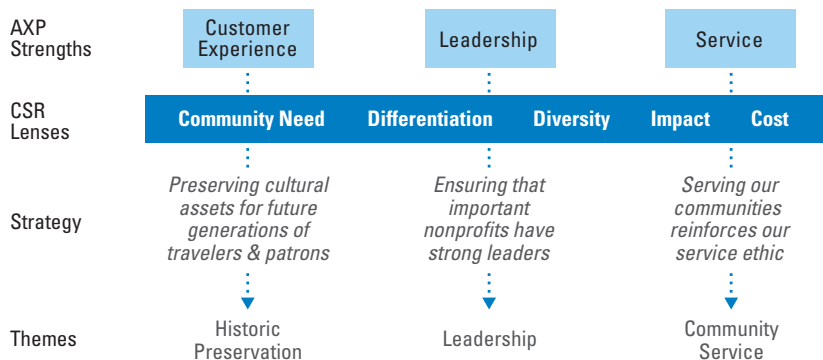 AXP
Strengths
Customer
Experience
Leadership
Service
CSR
Lenses
Community Need
Differentiation
Diversity
Impact
Cost
Strategy
Preserving cultural
assets for future
generations of
travelers & patrons
Ensuring that
important
nonprofits have
strong leaders
Serving our
communities
reinforces our
service ethic
Themes
Historic
Preservation
Leadership
Community
Service